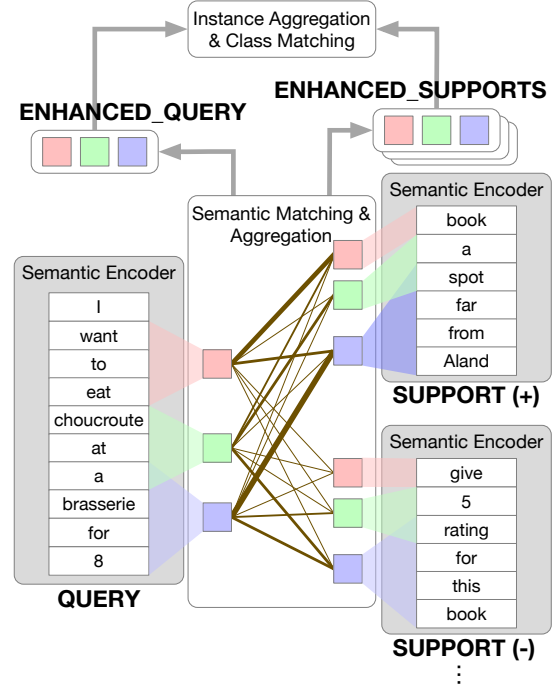 Instance Aggregation
& Class Matching
ENHANCED_QUERY
ENHANCED_SUPPORTS
Semantic Matching &
Aggregation
Semantic Encoder
I
want
to
eat
choucroute
at
a
brasserie
for
8
QUERY
Semantic Encoder
book
a
spot
far
from
Aland
SUPPORT (+)
Semantic Encoder
give
5
rating
for
this
book
SUPPORT (-)
⋮